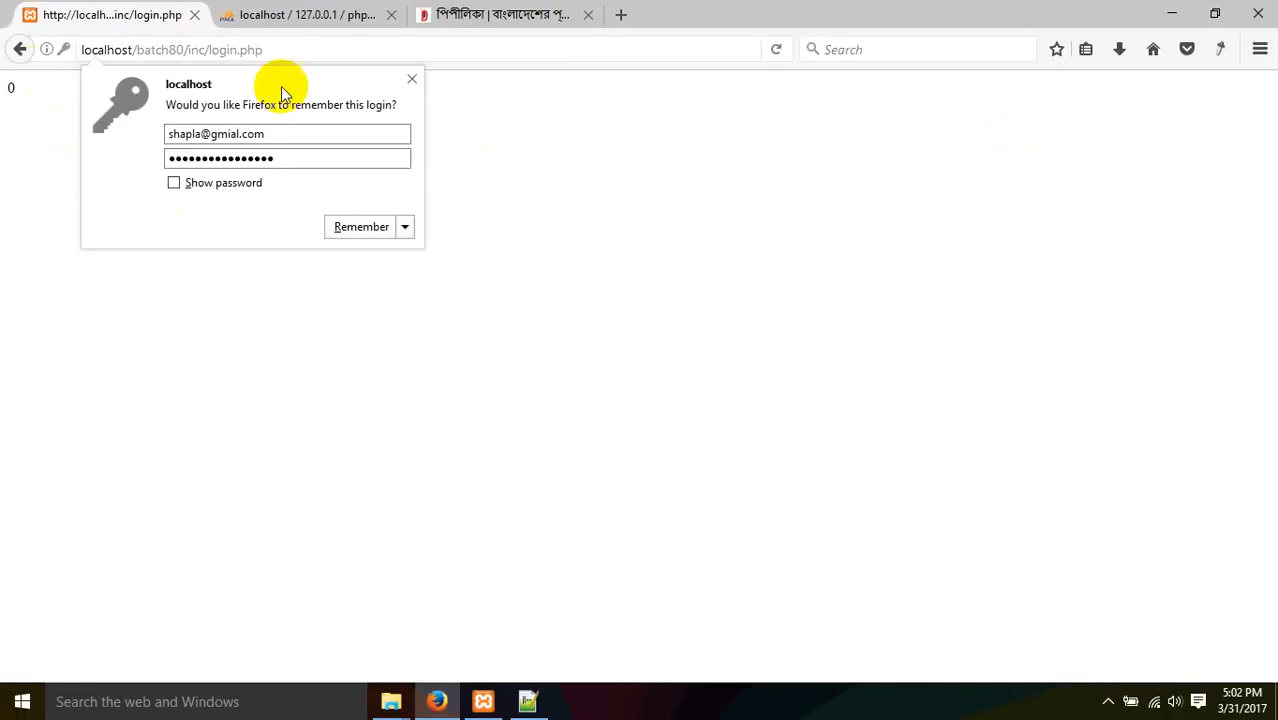 http://localh...inc/login.php
localhost / 127.0.0.1 / php...
পিপীলিকা | বাংলাদেশের প্...
localhost/batch80/inc/login.php
Search
0
localhost
Would you like Firefox to remember this login?
shapla@gmial.com
Show password
Remember
Search the web and Windows
5:02 PM
3/31/2017